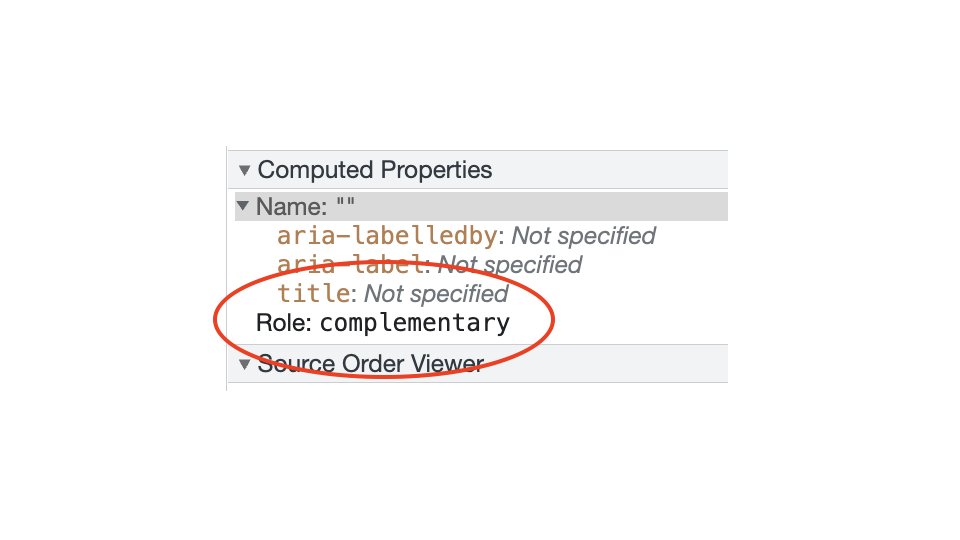 Computed Properties
Name: ""
aria-labelledby: Not specified
aria-label: Not specified
title: Not specified
Role: complementary
Source Order Viewer